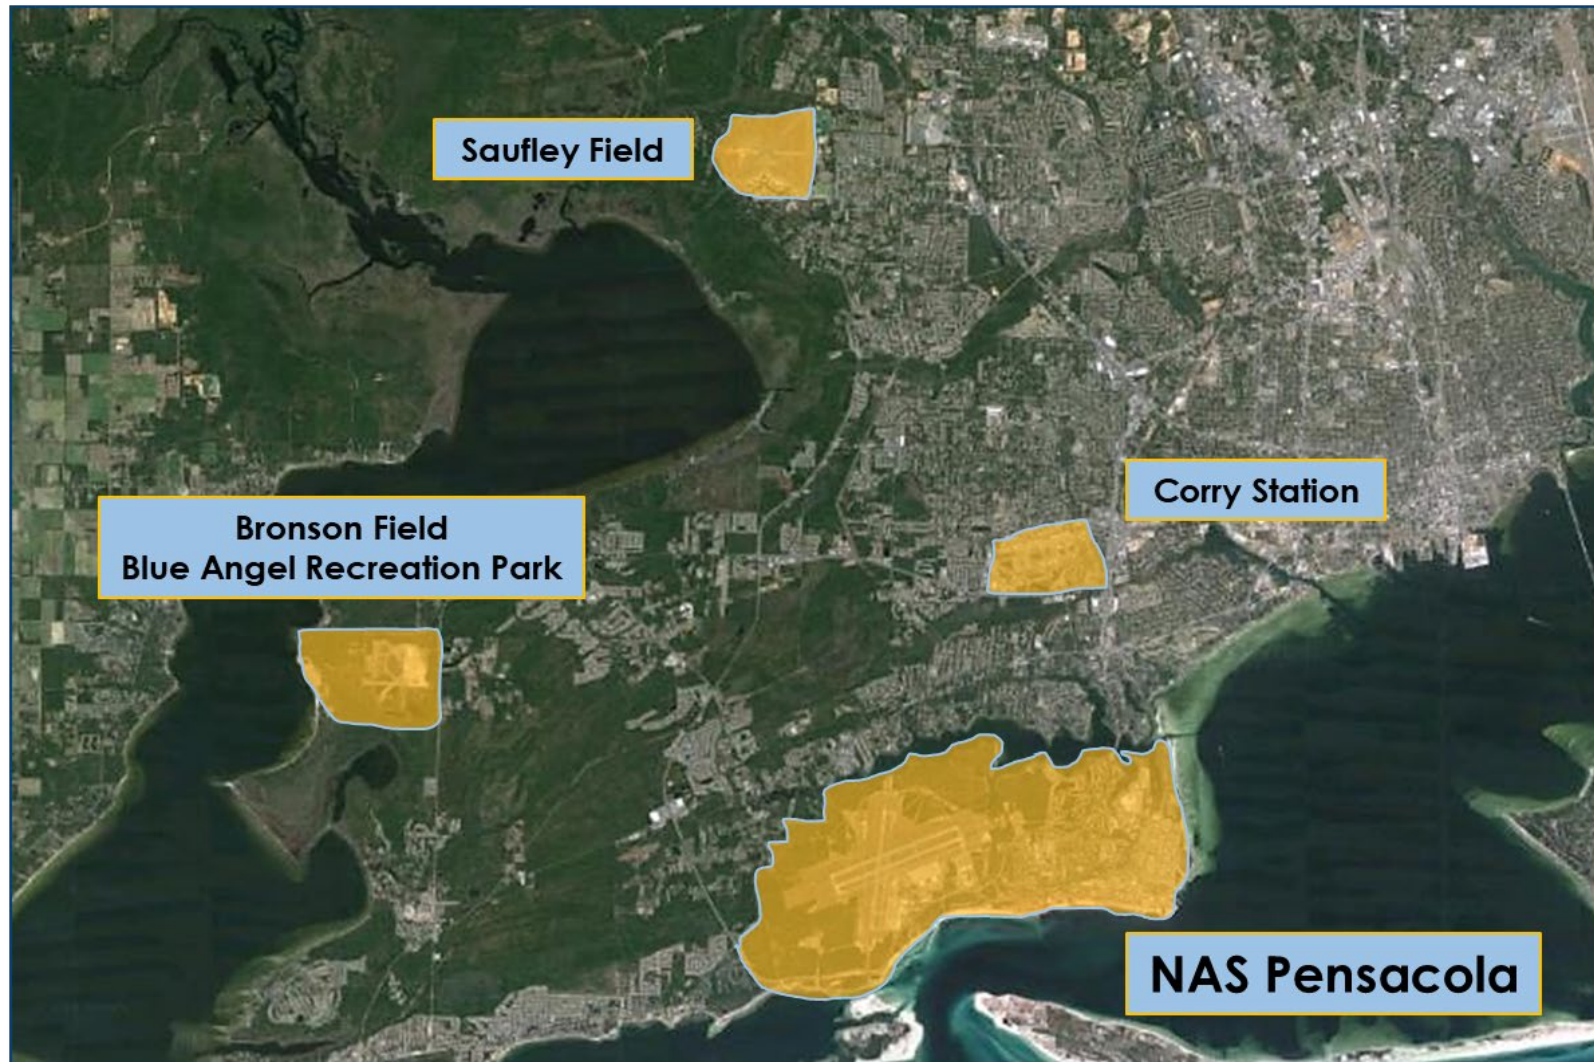 Saufley Field
Corry Station
Bronson Field
Blue Angel Recreation Park
NAS Pensacola